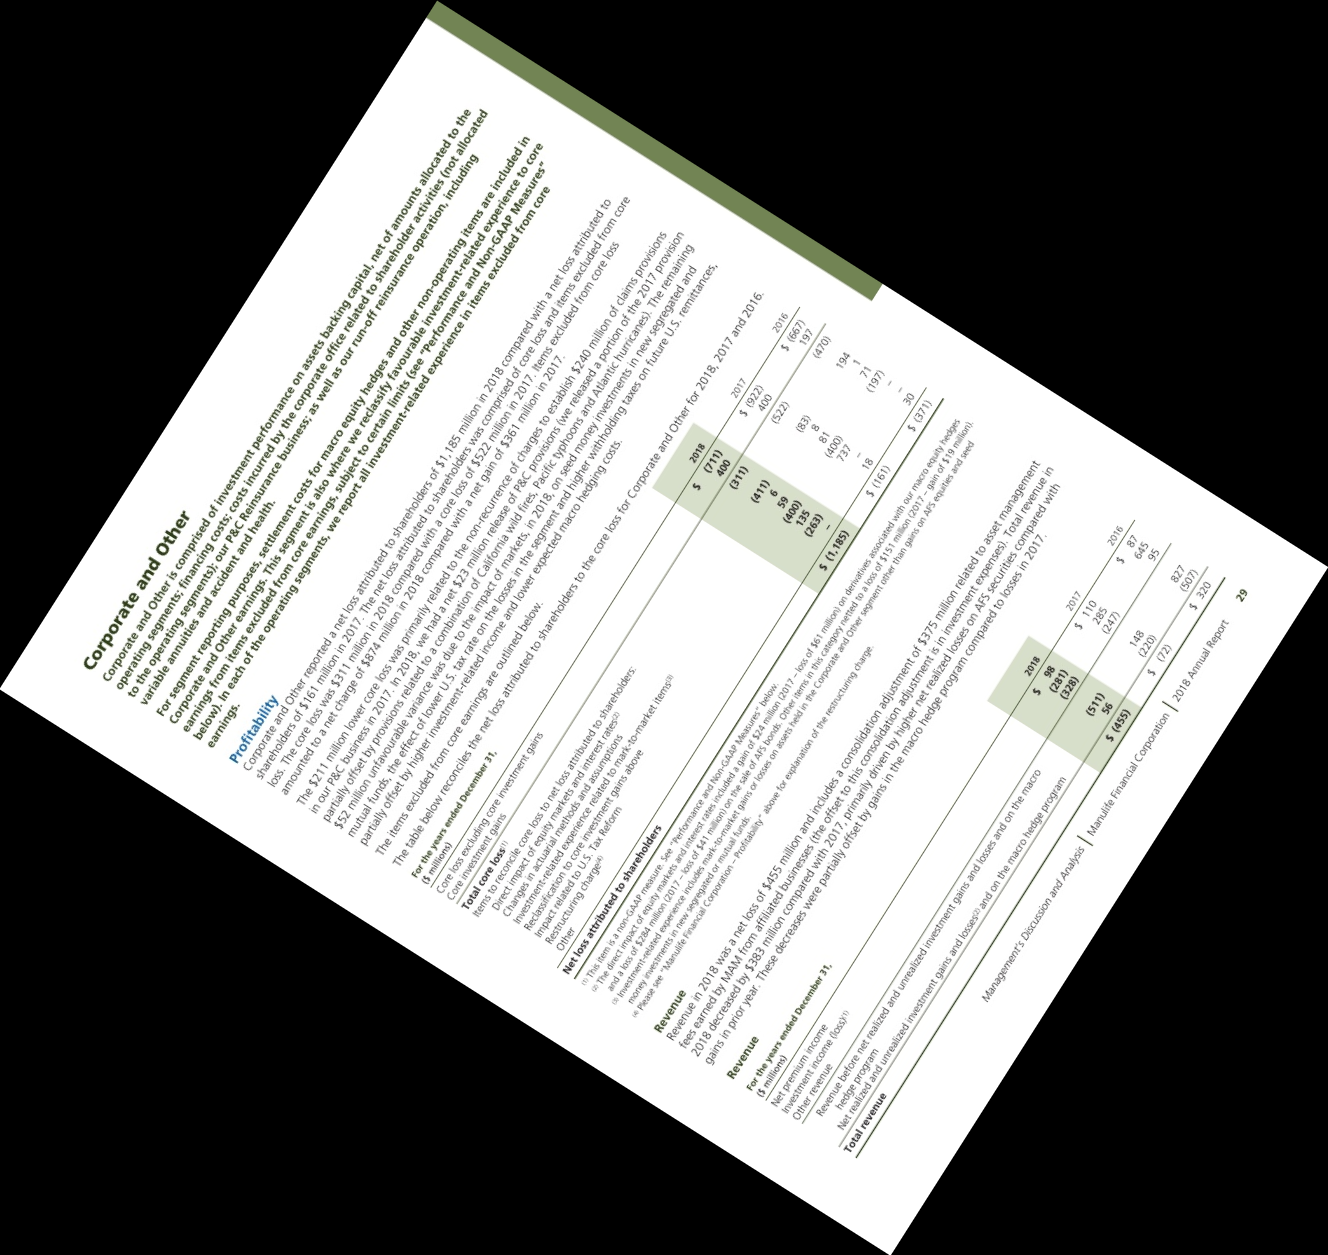 Corporate and Other
Corporate and Other is comprised of investment performance on assets backing capital, net of amounts allocated to the
operating segments; financing costs; costs incurred by the corporate office related to shareholder activities (not allocated
to the operating segments); our P&C Reinsurance business; as well as our run-off reinsurance operation, including
variable annuities and accident and health.
For segment reporting purposes, settlement costs for macro equity hedges and other non-operating items are included in
Corporate and Other earnings. This segment is also where we reclassify favourable investment-related experience to core
earnings from items excluded from core earnings, subject to certain limits (see "Performance and Non-GAAP Measures"
below). In each of the operating segments, we report all investment-related experience in items excluded from core
earnings.
Profitability
Corporate and Other reported a net loss attributed to shareholders of $1,185 million in 2018 compared with a net loss attributed to
shareholders of $161 million in 2017. The net loss attributed to shareholders was comprised of core loss and items excluded from core
loss. The core loss was $311 million in 2018 compared with a core loss of $522 million in 2017. Items excluded from core loss
amounted to a net charge of $874 million in 2018 compared with a net gain of $361 million in 2017.
The $211 million lower core loss was primarily related to the non-recurrence of charges to establish $240 million of claims provisions
in our P&C business in 2017. In 2018, we had a net $23 million release of P&C provisions (we released a portion of the 2017 provision
partially offset by provisions related to a combination of California wild fires, Pacific typhoons and Atlantic hurricanes). The remaining
$52 million unfavourable variance was due to the impact of markets, in 2018, on seed money investments in new segregated and
mutual funds, the effect of lower U.S. tax rate on the losses in the segment and higher withholding taxes on future U.S. remittances,
partially offset by higher investment-related income and lower expected macro hedging costs.
The items excluded from core earnings are outlined below.
The table below reconciles the net loss attributed to shareholders to the core loss for Corporate and Other for 2018, 2017 and 2016.
For the years ended December 31,
($ millions) 2018 2017 2016
Core loss excluding core investment gains $ (711) $ (922) $ (667)
Core investment gains 400 400 197
Total core loss(1) (311) (522) (470)
Items to reconcile core loss to net loss attributed to shareholders:
Direct impact of equity markets and interest rates(2) (411) (83) 194
Changes in actuarial methods and assumptions 6 8 1
Investment-related experience related to mark-to-market items(3) 59 81 71
Reclassification to core investment gains above (400) (400) (197)
Impact related to U.S. Tax Reform 135 737 –
Restructuring charge(4) (263) – –
Other – 18 30
Net loss attributed to shareholders $ (1,185) $ (161) $ (371)
(1) This item is a non-GAAP measure. See "Performance and Non-GAAP Measures" below.
(2) The direct impact of equity markets and interest rates included a gain of $24 million (2017 – loss of $61 million) on derivatives associated with our macro equity hedges
and a loss of $284 million (2017 – loss of $41 million) on the sale of AFS bonds. Other items in this category netted to a loss of $151 million (2017 – gain of $19 million).
(3) Investment-related experience includes mark-to-market gains or losses on assets held in the Corporate and Other segment other than gains on AFS equities and seed
money investments in new segregated or mutual funds.
(4) Please see "Manulife Financial Corporation – Profitability" above for explanation of the restructuring charge.
Revenue
Revenue in 2018 was a net loss of $455 million and includes a consolidation adjustment of $375 million related to asset management
fees earned by MAM from affiliated businesses (the offset to this consolidation adjustment is in investment expenses). Total revenue in
2018 decreased by $383 million compared with 2017, primarily driven by higher net realized losses on AFS securities compared with
gains in prior year. These decreases were partially offset by gains in the macro hedge program compared to losses in 2017.
Revenue
For the years ended December 31,
($ millions) 2018 2017 2016
Net premium income $ 98 $ 110 $ 87
Investment income (loss)(1) (281) 285 645
Other revenue (328) (247) 95
Revenue before net realized and unrealized investment gains and losses and on the macro
hedge program (511) 148 827
Net realized and unrealized investment gains and losses(2) and on the macro hedge program 56 (220) (507)
Total revenue $ (455) $ (72) $ 320
Management's Discussion and Analysis | Manulife Financial Corporation | 2018 Annual Report 29